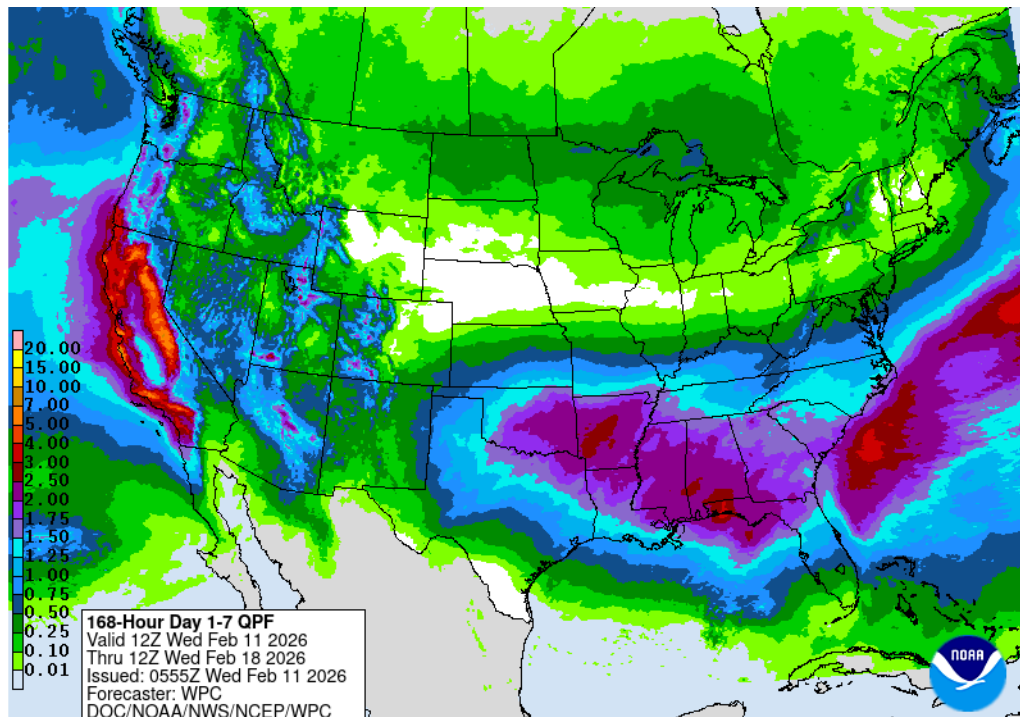 20.00
15.00
10.00
7.00
5.00
4.00
3.00
2.50
2.00
1.75
1.50
1.25
1.00
0.75
0.50
0.25
0.10
0.01
168-Hour Day 1-7 QPF
Valid 12Z Wed Feb 11 2026
Thru 12Z Wed Feb 18 2026
Issued: 0555Z Wed Feb 11 2026
Forecaster: WPC
DOC/NOAA/NWS/NCEP/WPC
NOAA